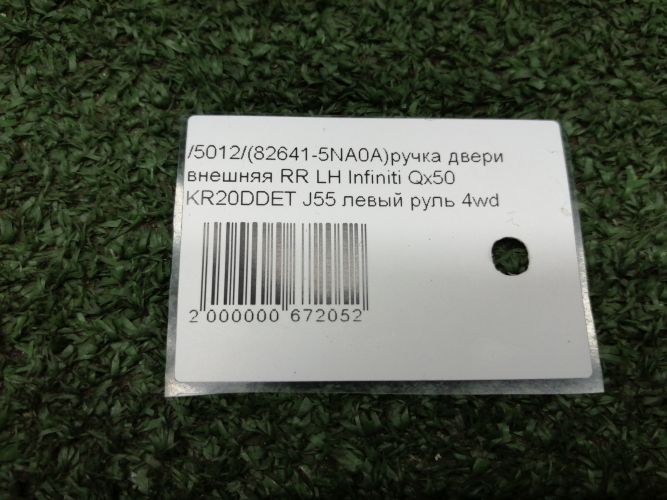 /5012/(82641-5NA0A)ручка двери
внешняя RR LH Infiniti Qx50
KR20DDET J55 левый руль 4wd
2 000000 672052